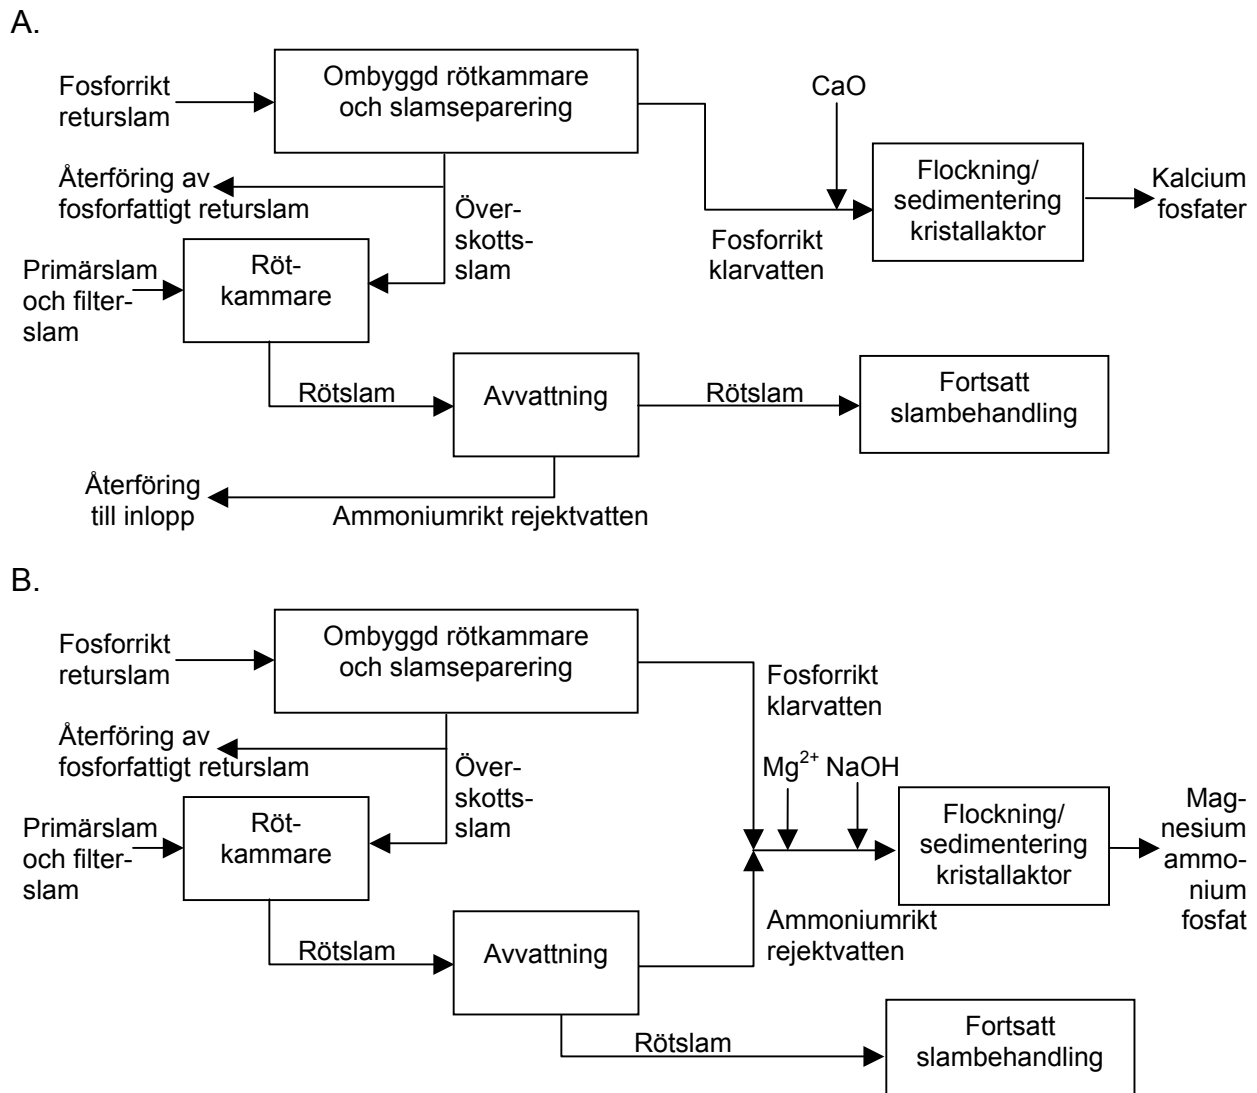 A.
Fosforrikt
returslam
Ombyggd rötkammare
och slamseparering
CaO
Återföring av
fosforfattigt returslam
Över-
skotts-
slam
Fosforrikt
klarvatten
Flockning/
sedimentering
kristallaktor
Kalcium
fosfater
Primärslam
och filter-
slam
Röt-
kammare
Rötslam
Avvattning
Rötslam
Fortsatt
slambehandling
Återföring
till inlopp
Ammoniumrikt rejektvatten
B.
Fosforrikt
returslam
Ombyggd rötkammare
och slamseparering
Fosforrikt
klarvatten
Återföring av
fosforfattigt returslam
Över-
skotts-
slam
Mg²⁺ NaOH
Primärslam
och filter-
slam
Röt-
kammare
Flockning/
sedimentering
kristallaktor
Mag-
nesium
ammo-
nium
fosfat
Rötslam
Avvattning
Ammoniumrikt
rejektvatten
Rötslam
Fortsatt
slambehandling